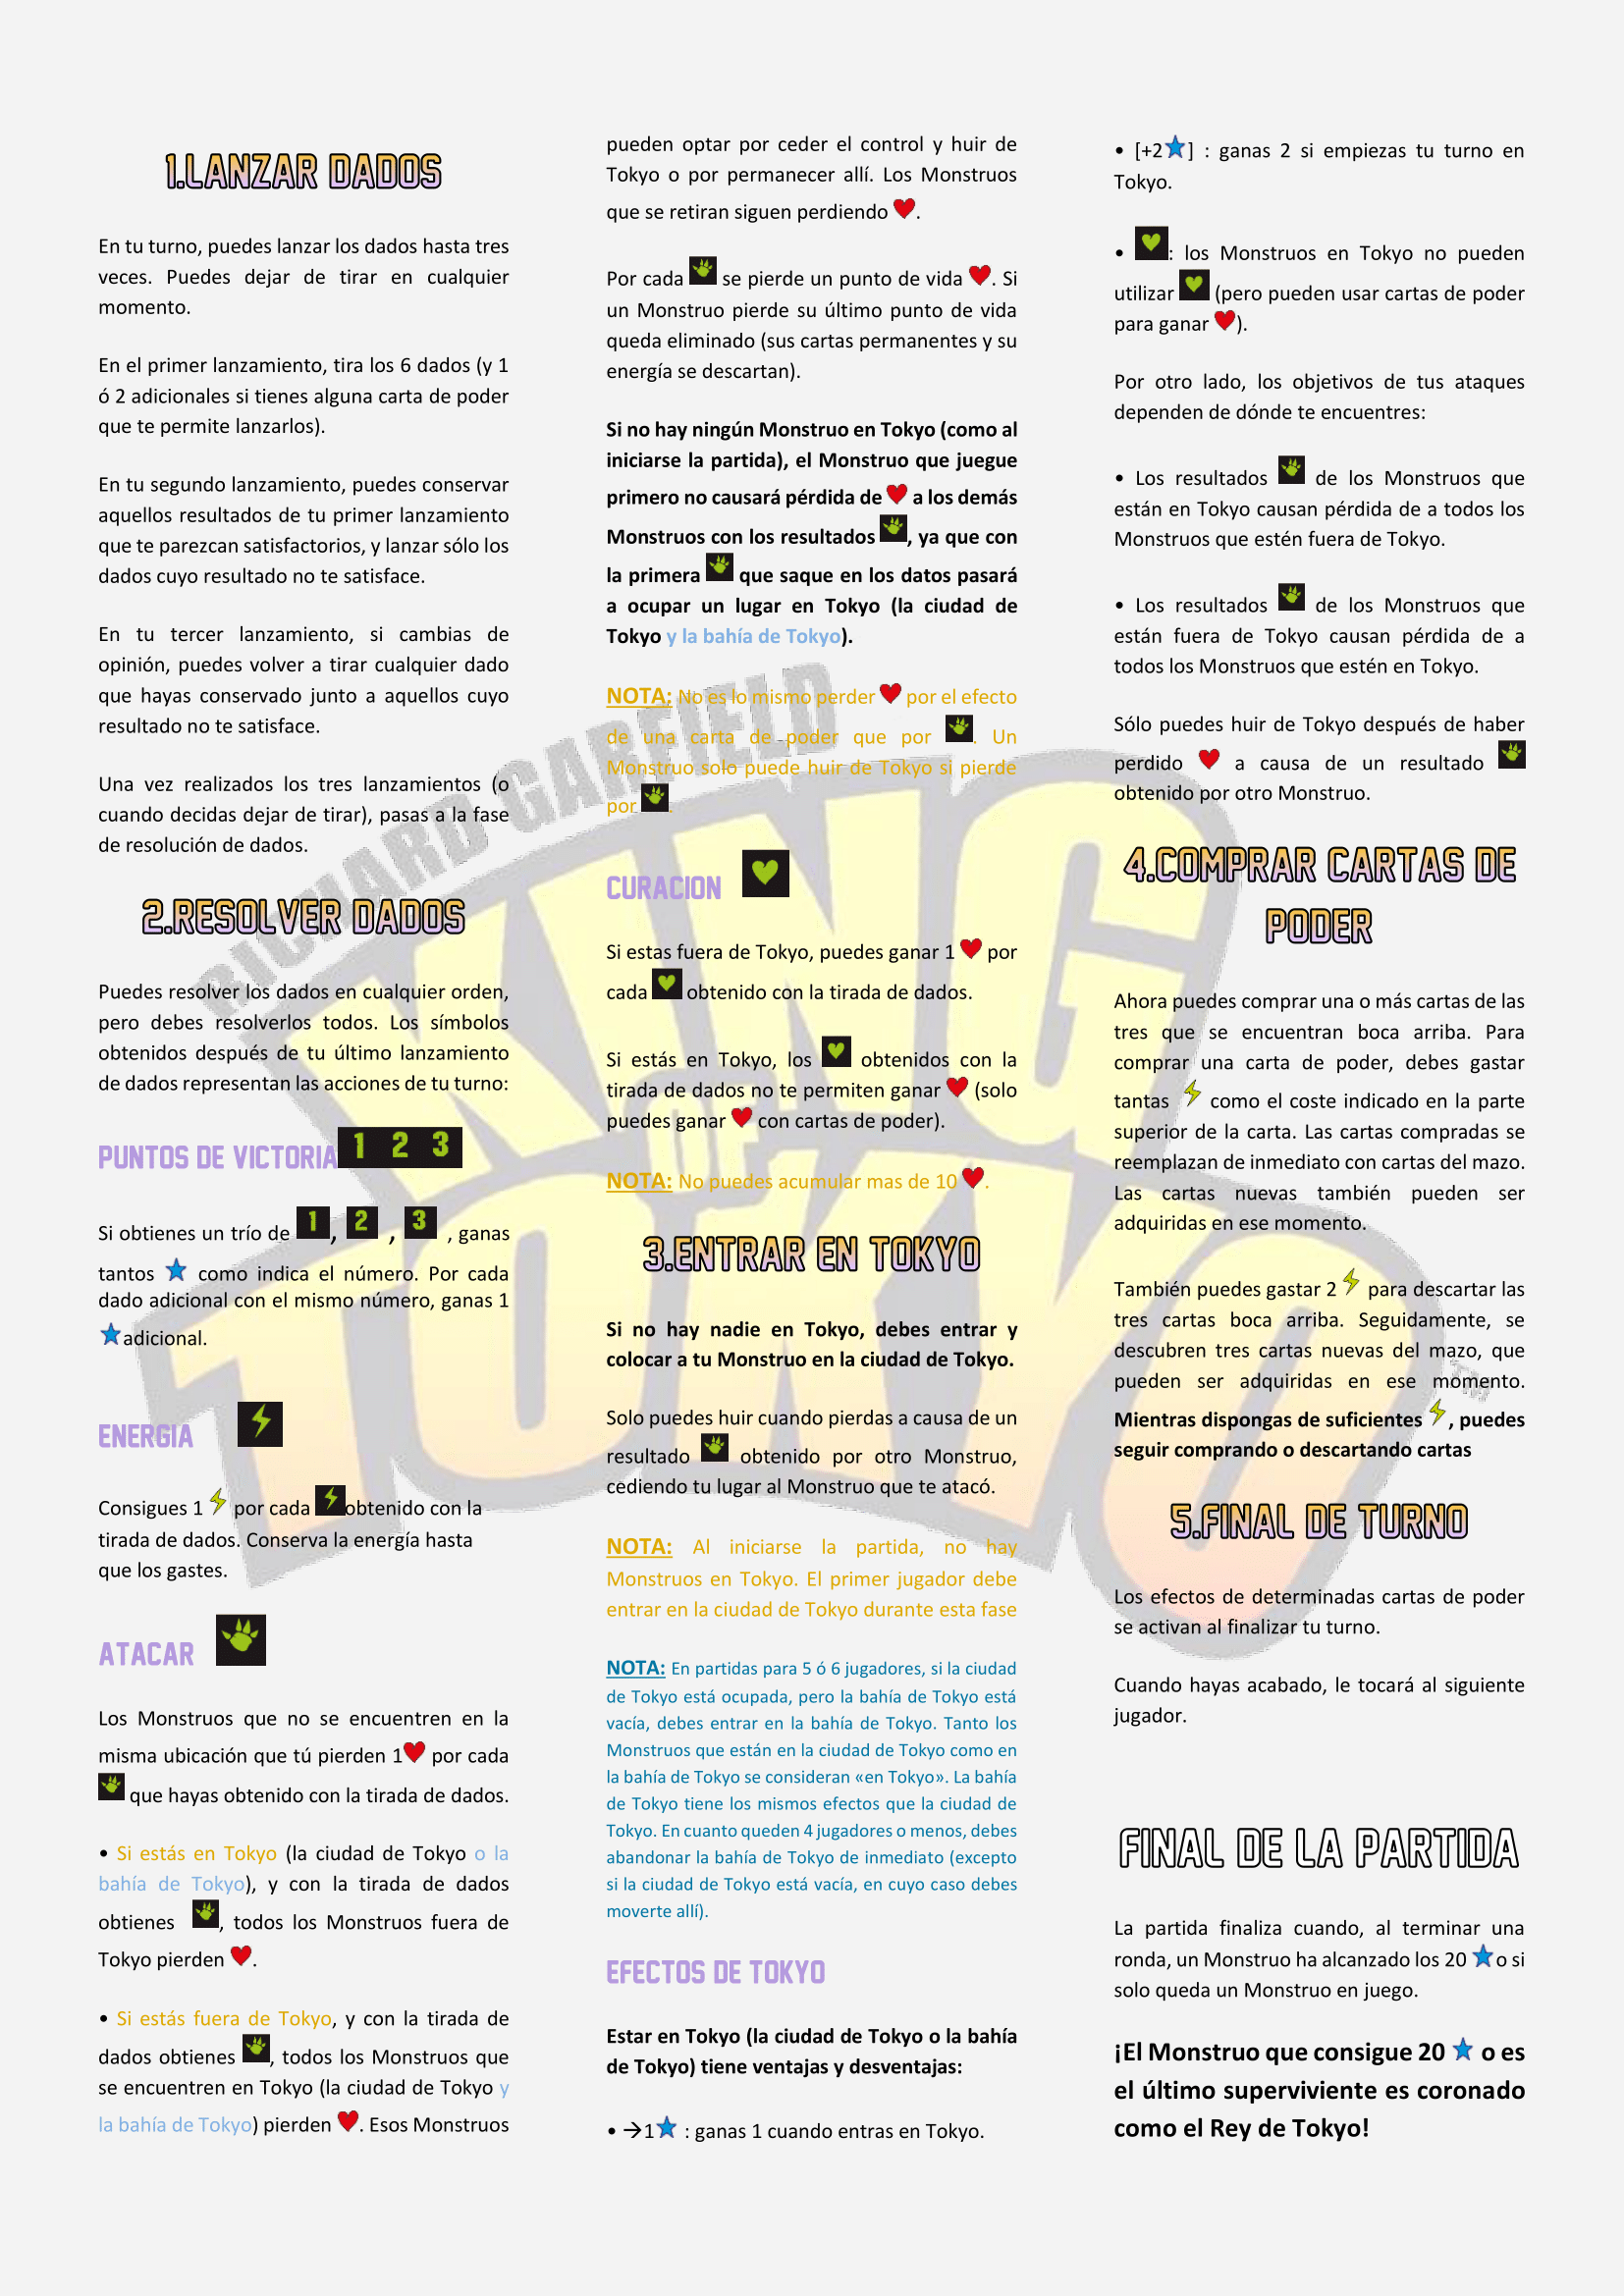 1.LANZAR DADOS
En tu turno, puedes lanzar los dados hasta tres
veces. Puedes dejar de tirar en cualquier
momento.
En el primer lanzamiento, tira los 6 dados (y 1
ó 2 adicionales si tienes alguna carta de poder
que te permite lanzarlos).
En tu segundo lanzamiento, puedes conservar
aquellos resultados de tu primer lanzamiento
que te parezcan satisfactorios, y lanzar sólo los
dados cuyo resultado no te satisface.
En tu tercer lanzamiento, si cambias de
opinión, puedes volver a tirar cualquier dado
que hayas conservado junto a aquellos cuyo
resultado no te satisface.
Una vez realizados los tres lanzamientos (o
cuando decidas dejar de tirar), pasas a la fase
de resolución de dados.
2.RESOLVER DADOS
Puedes resolver los dados en cualquier orden,
pero debes resolverlos todos. Los símbolos
obtenidos después de tu último lanzamiento
de dados representan las acciones de tu turno:
PUNTOS DE VICTORIA 1 2 3
Si obtienes un trío de 1, 2 , 3 , ganas
tantos como indica el número. Por cada
dado adicional con el mismo número, ganas 1
adicional.
ENERGIA
Consigues 1 por cada obtenido con la
tirada de dados. Conserva la energía hasta
que los gastes.
ATACAR
Los Monstruos que no se encuentren en la
misma ubicación que tú pierden 1 por cada
que hayas obtenido con la tirada de dados.
• Si estás en Tokyo (la ciudad de Tokyo o la
bahía de Tokyo), y con la tirada de dados
obtienes , todos los Monstruos fuera de
Tokyo pierden .
• Si estás fuera de Tokyo, y con la tirada de
dados obtienes , todos los Monstruos que
se encuentren en Tokyo (la ciudad de Tokyo y
la bahía de Tokyo) pierden . Esos Monstruos
pueden optar por ceder el control y huir de
Tokyo o por permanecer allí. Los Monstruos
que se retiran siguen perdiendo .
Por cada se pierde un punto de vida . Si
un Monstruo pierde su último punto de vida
queda eliminado (sus cartas permanentes y su
energía se descartan).
Si no hay ningún Monstruo en Tokyo (como al
iniciarse la partida), el Monstruo que juegue
primero no causará pérdida de a los demás
Monstruos con los resultados , ya que con
la primera que saque en los datos pasará
a ocupar un lugar en Tokyo (la ciudad de
Tokyo y la bahía de Tokyo).
NOTA: No es lo mismo perder por el efecto
de una carta de poder que por . Un
Monstruo solo puede huir de Tokyo si pierde
por
CURACION
Si estas fuera de Tokyo, puedes ganar 1 por
cada obtenido con la tirada de dados.
Si estás en Tokyo, los obtenidos con la
tirada de dados no te permiten ganar (solo
puedes ganar con cartas de poder).
NOTA: No puedes acumular mas de 10 .
3.ENTRAR EN TOKYO
Si no hay nadie en Tokyo, debes entrar y
colocar a tu Monstruo en la ciudad de Tokyo.
Solo puedes huir cuando pierdas a causa de un
resultado obtenido por otro Monstruo,
cediendo tu lugar al Monstruo que te atacó.
NOTA: Al iniciarse la partida, no hay
Monstruos en Tokyo. El primer jugador debe
entrar en la ciudad de Tokyo durante esta fase
NOTA: En partidas para 5 ó 6 jugadores, si la ciudad
de Tokyo está ocupada, pero la bahía de Tokyo está
vacía, debes entrar en la bahía de Tokyo. Tanto los
Monstruos que están en la ciudad de Tokyo como en
la bahía de Tokyo se consideran «en Tokyo». La bahía
de Tokyo tiene los mismos efectos que la ciudad de
Tokyo. En cuanto queden 4 jugadores o menos, debes
abandonar la bahía de Tokyo de inmediato (excepto
si la ciudad de Tokyo está vacía, en cuyo caso debes
moverte allí).
EFECTOS DE TOKYO
Estar en Tokyo (la ciudad de Tokyo o la bahía
de Tokyo) tiene ventajas y desventajas:
• →1 : ganas 1 cuando entras en Tokyo.
• [+2] : ganas 2 si empiezas tu turno en
Tokyo.
• : los Monstruos en Tokyo no pueden
utilizar (pero pueden usar cartas de poder
para ganar ).
Por otro lado, los objetivos de tus ataques
dependen de dónde te encuentres:
• Los resultados de los Monstruos que
están en Tokyo causan pérdida de a todos los
Monstruos que estén fuera de Tokyo.
• Los resultados de los Monstruos que
están fuera de Tokyo causan pérdida de a
todos los Monstruos que estén en Tokyo.
Sólo puedes huir de Tokyo después de haber
perdido a causa de un resultado
obtenido por otro Monstruo.
4.COMPRAR CARTAS DE
PODER
Ahora puedes comprar una o más cartas de las
tres que se encuentran boca arriba. Para
comprar una carta de poder, debes gastar
tantas como el coste indicado en la parte
superior de la carta. Las cartas compradas se
reemplazan de inmediato con cartas del mazo.
Las cartas nuevas también pueden ser
adquiridas en ese momento.
También puedes gastar 2 para descartar las
tres cartas boca arriba. Seguidamente, se
descubren tres cartas nuevas del mazo, que
pueden ser adquiridas en ese momento.
Mientras dispongas de suficientes , puedes
seguir comprando o descartando cartas
5.FINAL DE TURNO
Los efectos de determinadas cartas de poder
se activan al finalizar tu turno.
Cuando hayas acabado, le tocará al siguiente
jugador.
FINAL DE LA PARTIDA
La partida finaliza cuando, al terminar una
ronda, un Monstruo ha alcanzado los 20 o si
solo queda un Monstruo en juego.
¡El Monstruo que consigue 20 o es
el último superviviente es coronado
como el Rey de Tokyo!
RICHARD GARFIELD
KING
OF
TOKYO
TM